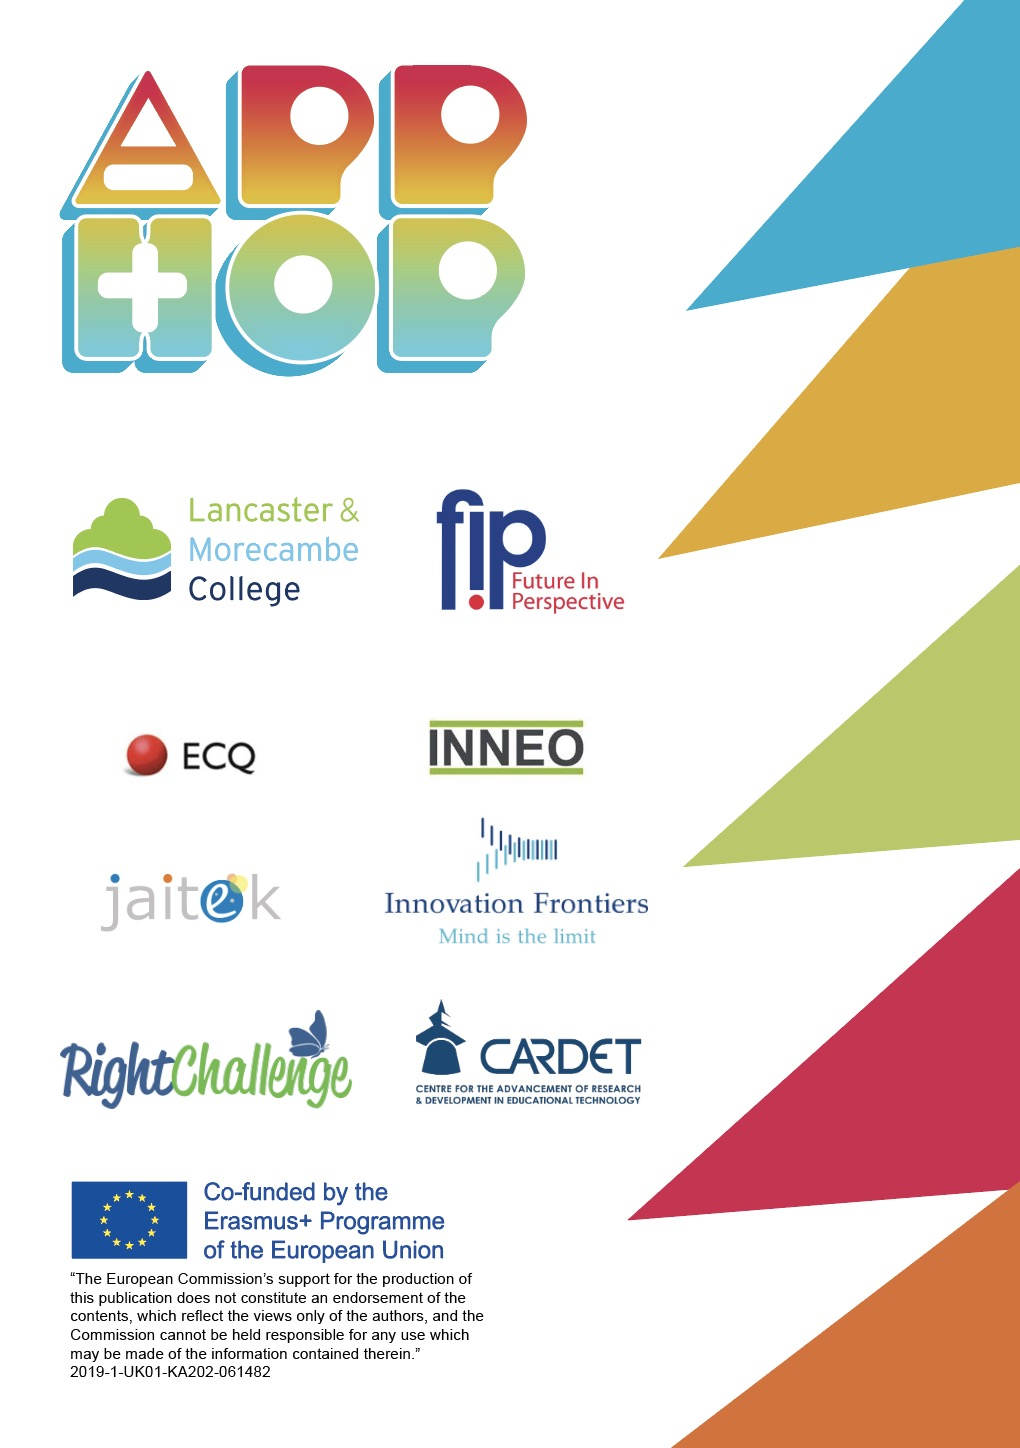 APP
HOP
Lancaster &
Morecambe
College
fip
Future In
Perspective
ECQ
INNEO
jaitek
Innovation Frontiers
Mind is the limit
RightChallenge
CARDET
CENTRE FOR THE ADVANCEMENT OF RESEARCH
& DEVELOPMENT IN EDUCATIONAL TECHNOLOGY
Co-funded by the
Erasmus+ Programme
of the European Union
“The European Commission’s support for the production of
this publication does not constitute an endorsement of the
contents, which reflect the views only of the authors, and the
Commission cannot be held responsible for any use which
may be made of the information contained therein.”
2019-1-UK01-KA202-061482